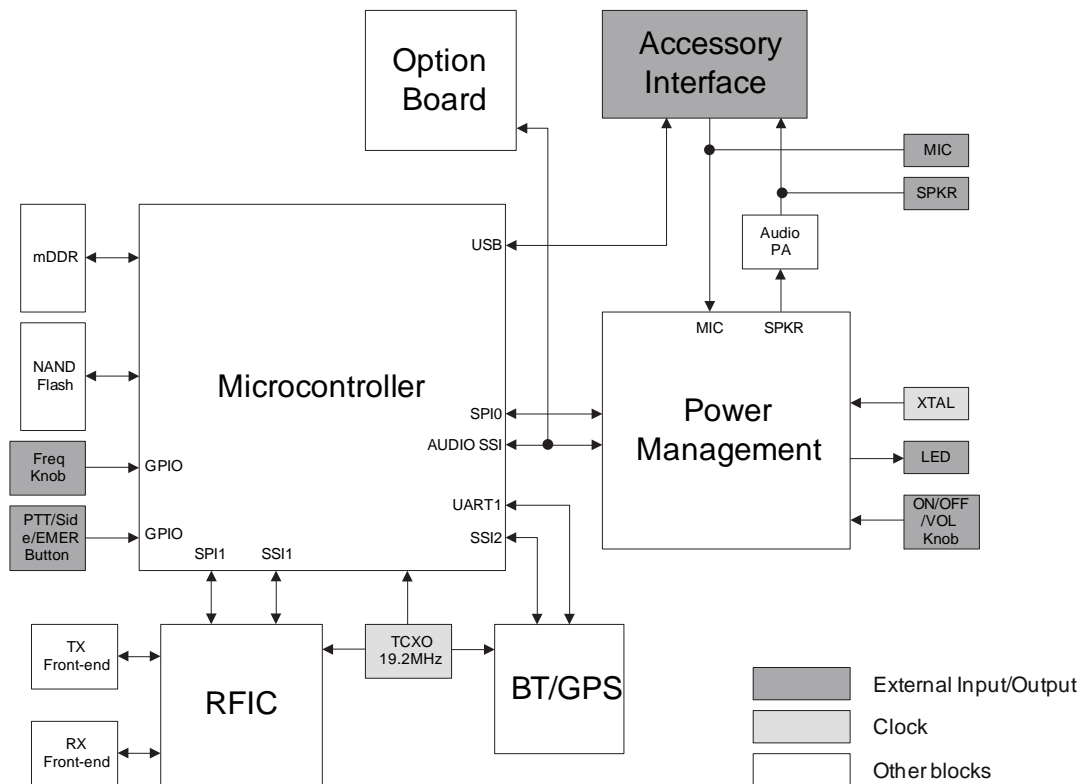 Option
Board
Accessory
Interface
MIC
SPKR
Audio
PA
mDDR
USB
MIC
SPKR
NAND
Flash
Microcontroller
SPI0
AUDIO SSI
Power
Management
XTAL
LED
Freq
Knob
GPIO
UART1
ON/OFF
/VOL
Knob
PTT/Sid
e/EMER
Button
GPIO
SSI2
SPI1
SSI1
TX
Front-end
TCXO
19.2MHz
RFIC
BT/GPS
RX
Front-end
External Input/Output
Clock
Other blocks